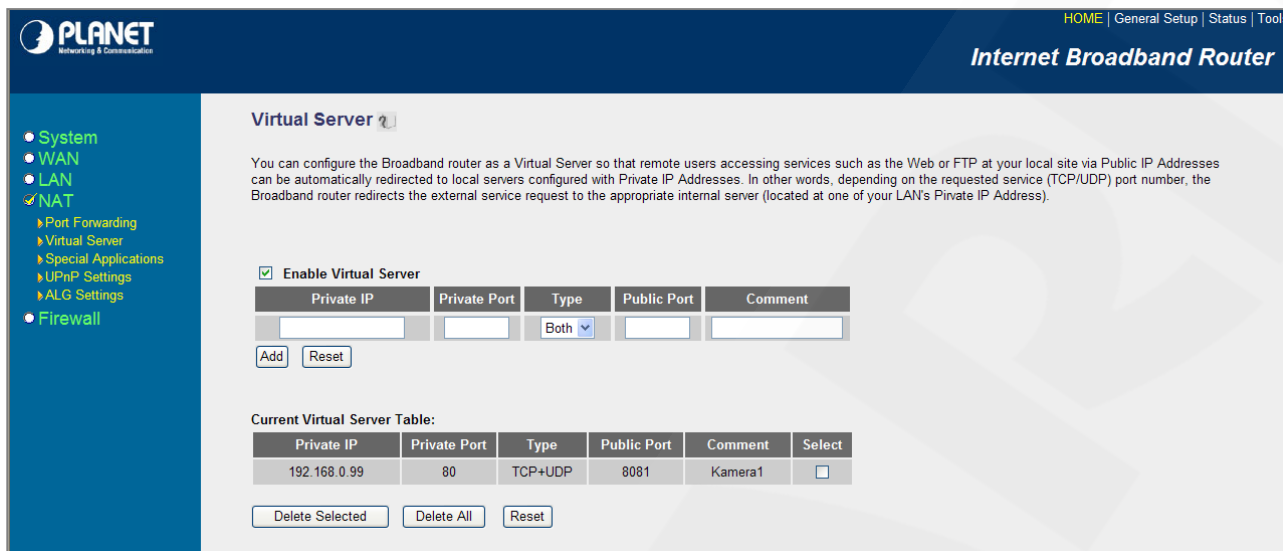 PLANET
Networking & Communication
HOME | General Setup | Status | Tool
Internet Broadband Router
System
WAN
LAN
NAT
Port Forwarding
Virtual Server
Special Applications
UPnP Settings
ALG Settings
Firewall
Virtual Server
You can configure the Broadband router as a Virtual Server so that remote users accessing services such as the Web or FTP at your local site via Public IP Addresses
can be automatically redirected to local servers configured with Private IP Addresses. In other words, depending on the requested service (TCP/UDP) port number, the
Broadband router redirects the external service request to the appropriate internal server (located at one of your LAN's Pivate IP Address).
Enable Virtual Server
Private IP Private Port Type Public Port Comment
Both
Add Reset
Current Virtual Server Table:
Private IP Private Port Type Public Port Comment Select
192.168.0.99 80 TCP+UDP 8081 Kamera1
Delete Selected Delete All Reset